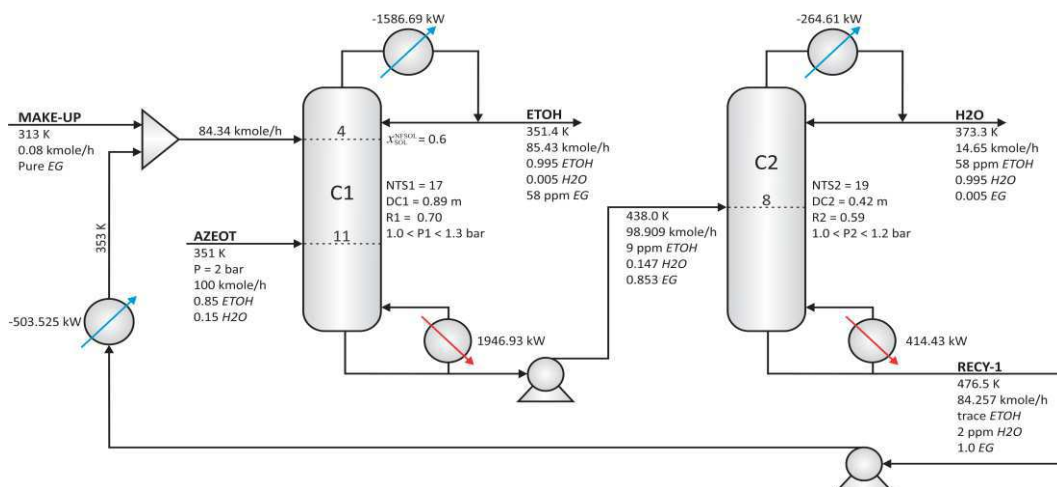 -1586.69 kW
-264.61 kW
MAKE-UP
313 K
0.08 kmole/h
Pure EG
84.34 kmole/h
4
x_SOL^NFSOL = 0.6
ETOH
351.4 K
85.43 kmole/h
0.995 ETOH
0.005 H2O
58 ppm EG
H2O
373.3 K
14.65 kmole/h
58 ppm ETOH
0.995 H2O
0.005 EG
C1
NTS1 = 17
DC1 = 0.89 m
R1 = 0.70
1.0 < P1 < 1.3 bar
C2
8
NTS2 = 19
DC2 = 0.42 m
R2 = 0.59
1.0 < P2 < 1.2 bar
353 K
AZEOT
351 K
P = 2 bar
100 kmole/h
0.85 ETOH
0.15 H2O
11
438.0 K
98.909 kmole/h
9 ppm ETOH
0.147 H2O
0.853 EG
-503.525 kW
1946.93 kW
414.43 kW
RECY-1
476.5 K
84.257 kmole/h
trace ETOH
2 ppm H2O
1.0 EG